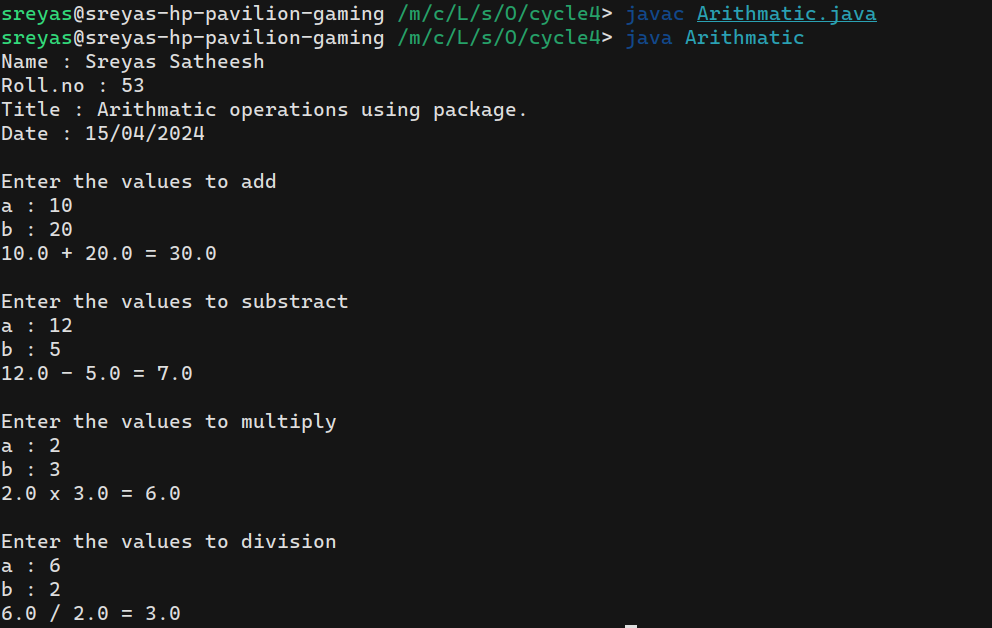 sreyas@sreyas-hp-pavilion-gaming /m/c/L/s/O/cycle4> javac Arithmatic.java
sreyas@sreyas-hp-pavilion-gaming /m/c/L/s/O/cycle4> java Arithmatic
Name : Sreyas Satheesh
Roll.no : 53
Title : Arithmatic operations using package.
Date : 15/04/2024
Enter the values to add
a : 10
b : 20
10.0 + 20.0 = 30.0
Enter the values to substract
a : 12
b : 5
12.0 - 5.0 = 7.0
Enter the values to multiply
a : 2
b : 3
2.0 x 3.0 = 6.0
Enter the values to division
a : 6
b : 2
6.0 / 2.0 = 3.0